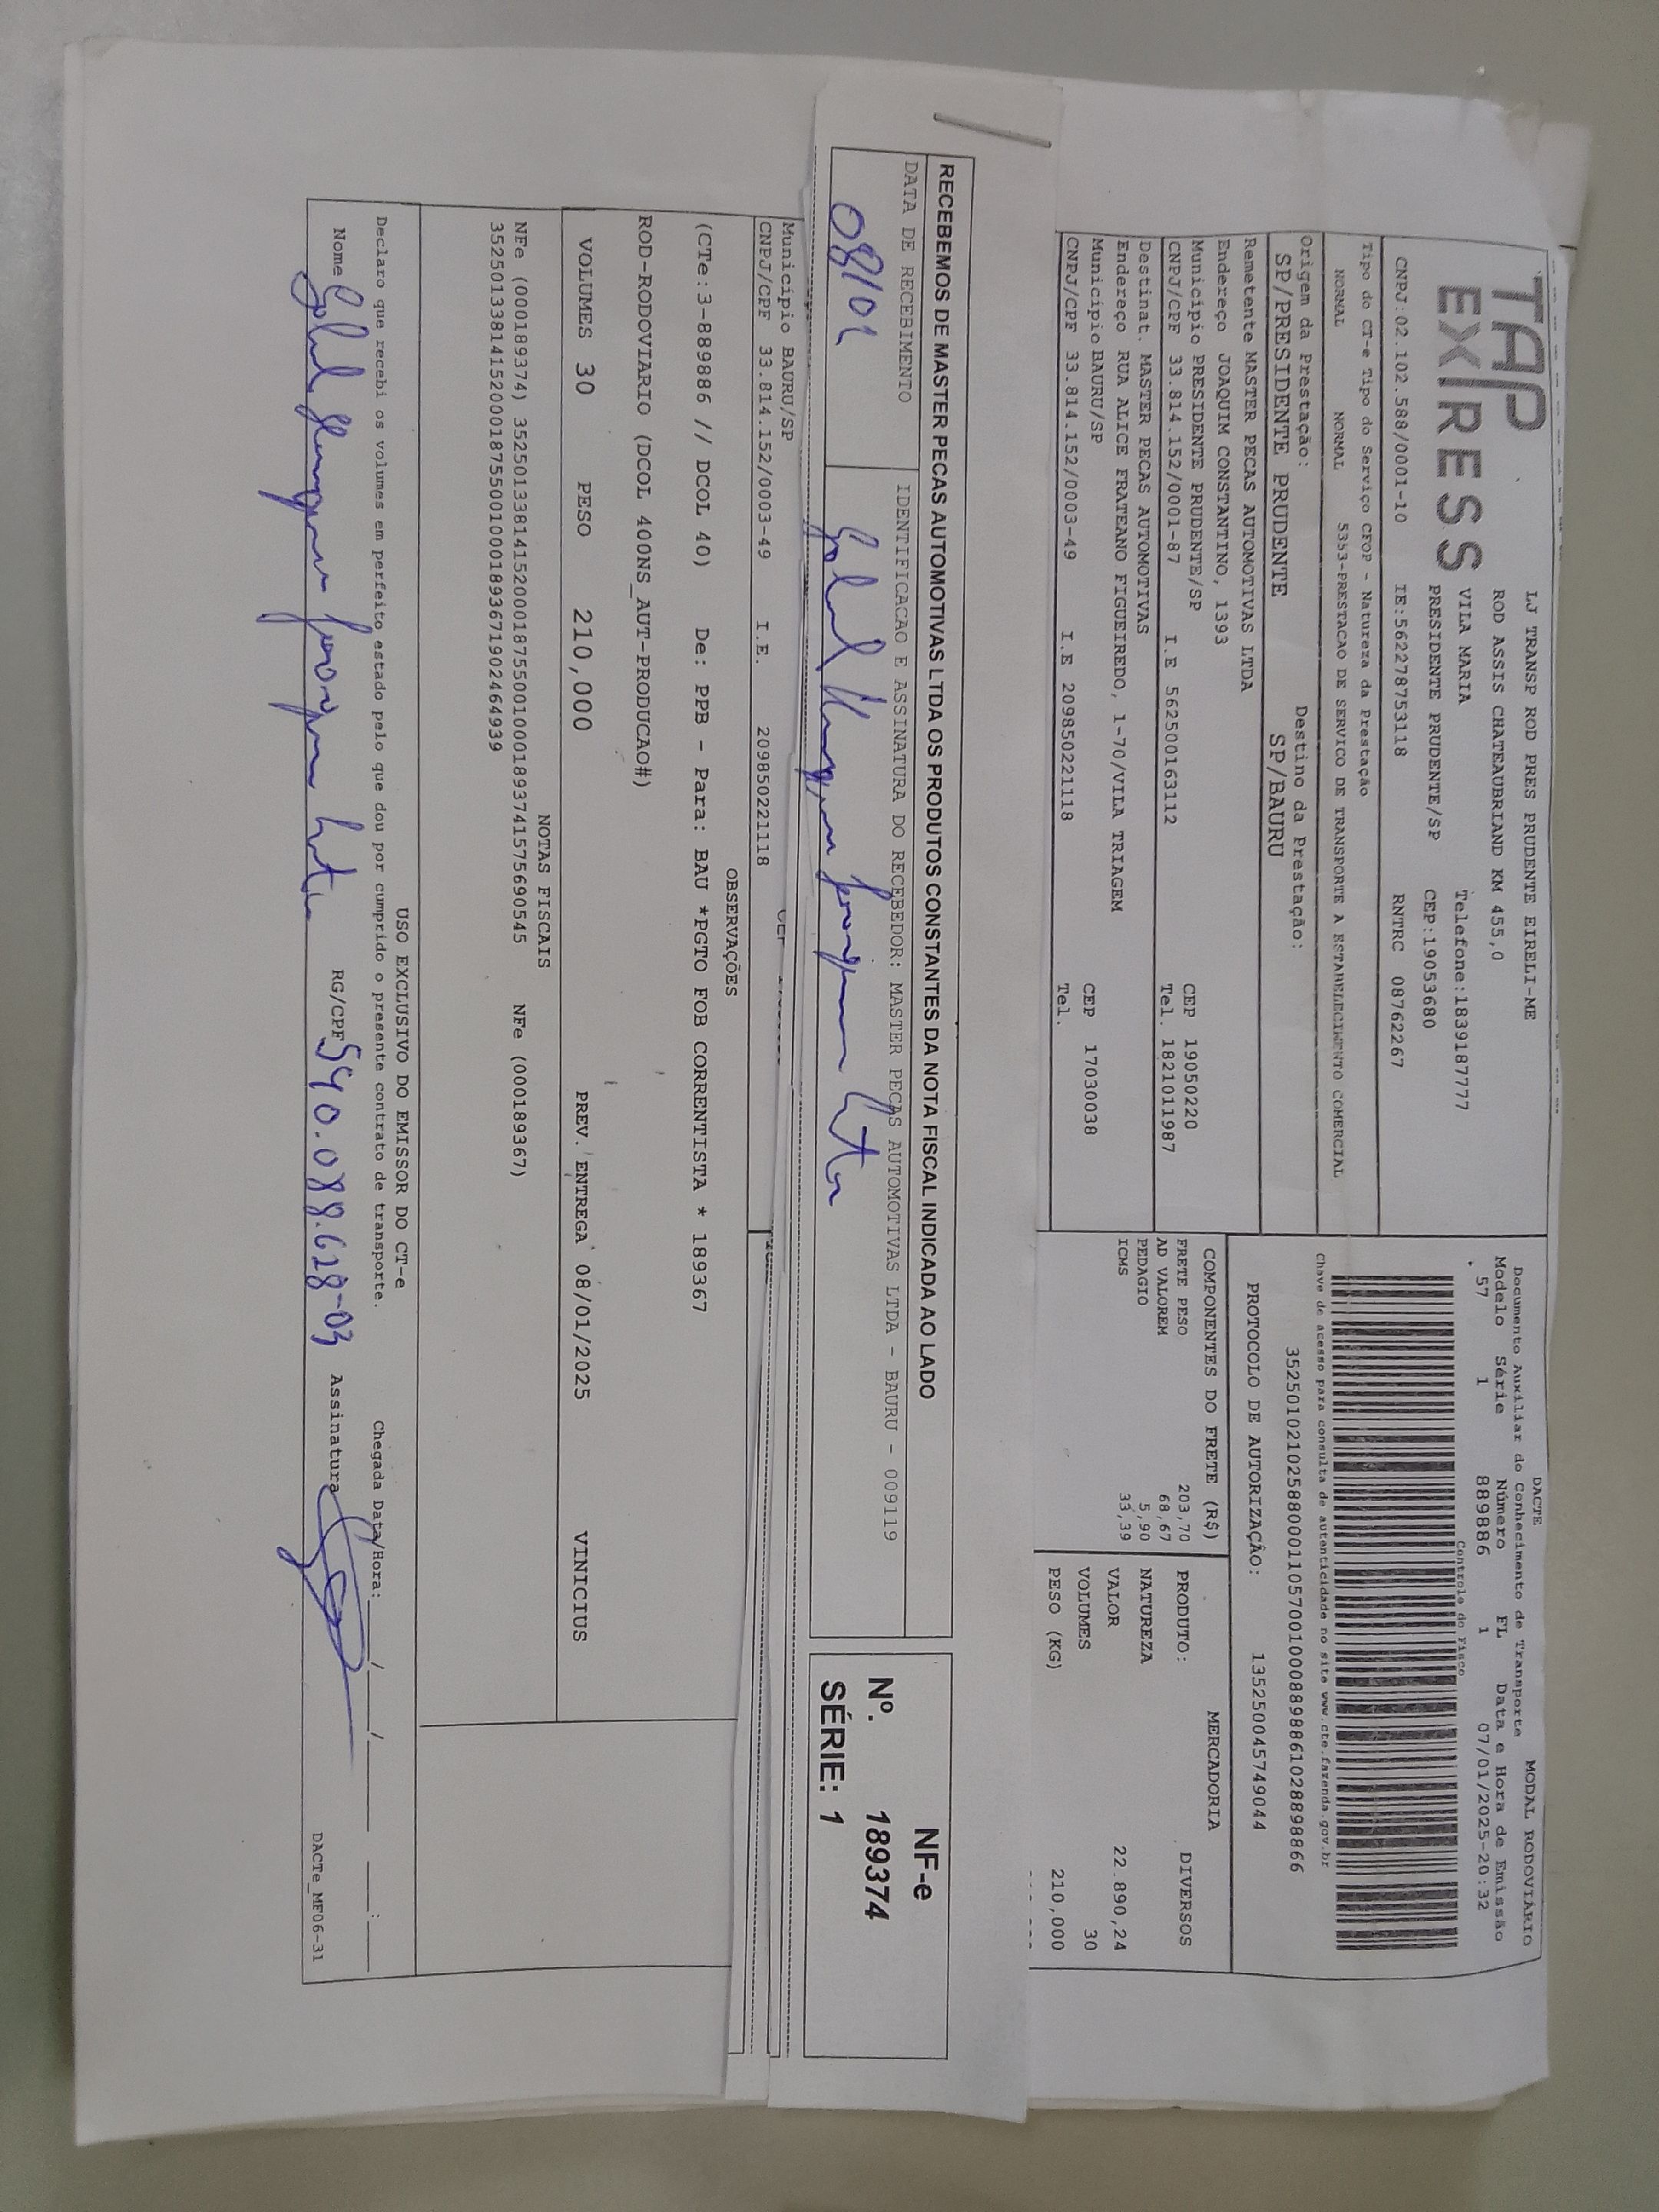 TAP
EXPRESS
LJ TRANSP ROD PRES PRUDENTE EIRELI-ME
ROD ASSIS CHATEAUBRIAND KM 455,0
VILA MARIA
Telefone:1839187777
PRESIDENTE PRUDENTE/SP
CEP:19053680
CNPJ:02.102.588/0001-10 IE:562278753118 RNTRC 08762267
Tipo do CT-e Tipo do Serviço CFOP - Natureza da Prestação
NORMAL NORMAL 5353-PRESTACAO DE SERVICO DE TRANSPORTE A ESTABELECIMENTO COMERCIAL
Origem da Prestação: Destino da Prestação:
SP/PRESIDENTE PRUDENTE SP/BAURU
Remetente MASTER PECAS AUTOMOTIVAS LTDA
Endereço JOAQUIM CONSTANTINO, 1393
Município PRESIDENTE PRUDENTE/SP CEP 19050220
CNPJ/CPF 33.814.152/0001-87 I.E 562500163112 Tel. 1821011987
Destinat. MASTER PECAS AUTOMOTIVAS
Endereço RUA ALICE FRATEANO FIGUEIREDO, 1-70/VILA TRIAGEM
Município BAURU/SP CEP 17030038
CNPJ/CPF 33.814.152/0003-49 I.E 209850221118 Tel.
DACTE
Documento Auxiliar do Conhecimento de Transporte MODAL RODOVIÁRIO
Modelo Série Número FL Data e Hora de Emissão
57 1 889886 1 07/01/2025-20:32
Controle do Fisco
Chave de acesso para consulta de autenticidade no site www.cte.fazenda.gov.br
35250102102588000110570010008898861028898866
PROTOCOLO DE AUTORIZAÇÃO: 135250045749044
COMPONENTES DO FRETE (R$)
FRETE PESO 203,70
AD VALOREM 68,67
PEDAGIO 5,90
ICMS 33,39
MERCADORIA
PRODUTO: DIVERSOS
NATUREZA
VALOR 22.890,24
VOLUMES 30
PESO (KG) 210,000
RECEBEMOS DE MASTER PECAS AUTOMOTIVAS LTDA OS PRODUTOS CONSTANTES DA NOTA FISCAL INDICADA AO LADO
DATA DE RECEBIMENTO IDENTIFICACAO E ASSINATURA DO RECEBEDOR: MASTER PECAS AUTOMOTIVAS LTDA - BAURU - 009119
08/01
NF-e
Nº. 189374
SÉRIE: 1
Município BAURU/SP
CNPJ/CPF 33.814.152/0003-49 I.E. 209850221118
OBSERVAÇÕES
(CTe:3-889886 // DCOL 40) De: PPB - Para: BAU *PGTO FOB CORRENTISTA * 189367
ROD-RODOVIARIO (DCOL 400NS_AUT-PRODUCAO#)
VOLUMES 30 PESO 210,000 PREV. ENTREGA 08/01/2025 VINICIUS
NOTAS FISCAIS
NFe (000189374) 35250133814152000187550010001893741575690545 NFe (000189367)
35250133814152000187550010001893671902464939
USO EXCLUSIVO DO EMISSOR DO CT-e
Declaro que recebi os volumes em perfeito estado pelo que dou por cumprido o presente contrato de transporte. Chegada Data/Hora: / / :
Nome RG/CPF 540.088.628-03 Assinatura
DACTe_MF06-31